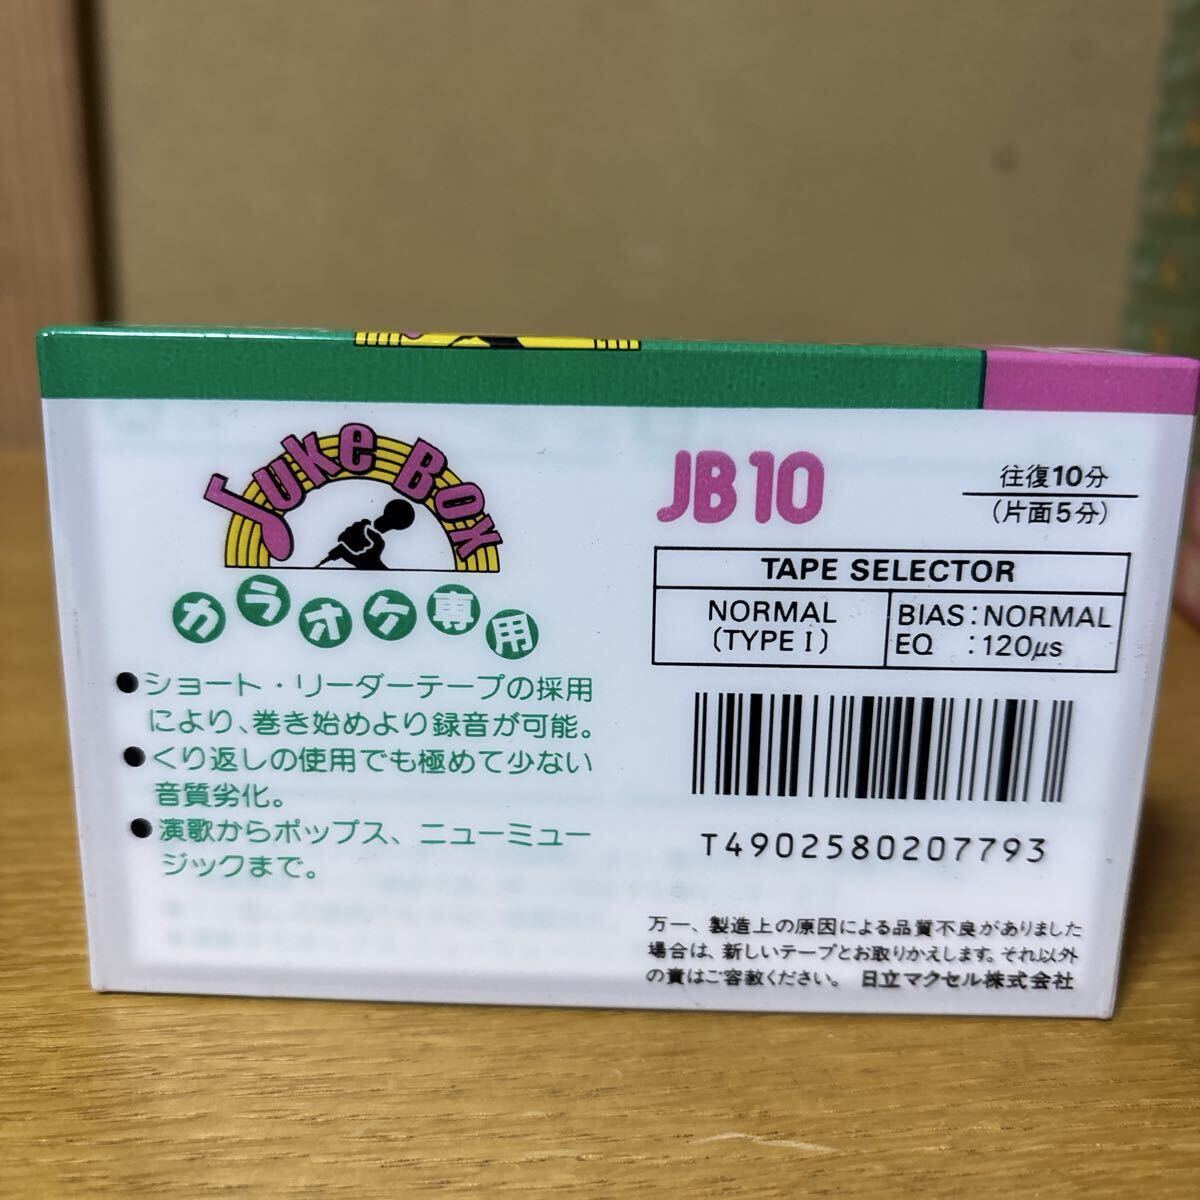 Juke Box
カラオケ専用
●ショート・リーダーテープの採用
により、巻き始めより録音が可能。
●くり返しの使用でも極めて少ない
音質劣化。
●演歌からポップス、ニューミュー
ジックまで。
JB10
往復10分
(片面5分)
TAPE SELECTOR
NORMAL
(TYPE I)
BIAS:NORMAL
EQ :120μs
T4902580207793
万一、製造上の原因による品質不良がありました
場合は、新しいテープとお取りかえします。それ以外
の責はご容赦ください。 日立マクセル株式会社